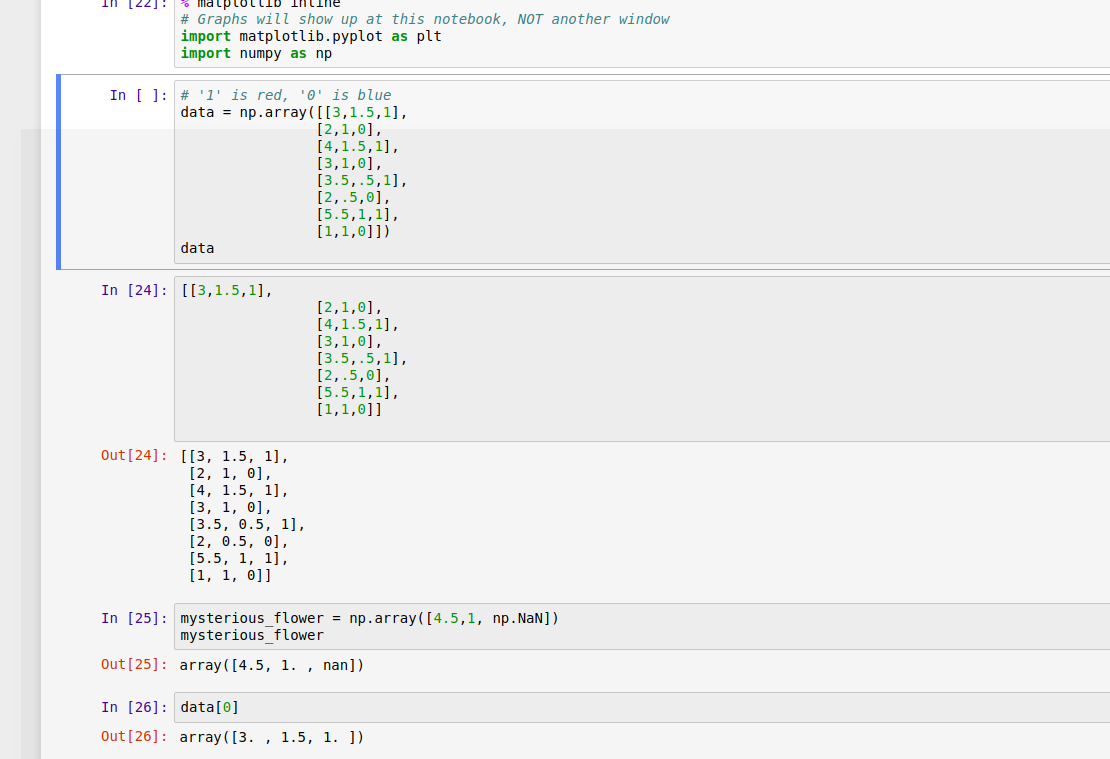 In [22]: % matplotlib inline
# Graphs will show up at this notebook, NOT another window
import matplotlib.pyplot as plt
import numpy as np
In [ ]: # '1' is red, '0' is blue
data = np.array([[3,1.5,1],
[2,1,0],
[4,1.5,1],
[3,1,0],
[3.5,.5,1],
[2,.5,0],
[5.5,1,1],
[1,1,0]])
data
In [24]: [[3,1.5,1],
[2,1,0],
[4,1.5,1],
[3,1,0],
[3.5,.5,1],
[2,.5,0],
[5.5,1,1],
[1,1,0]]
Out[24]: [[3, 1.5, 1],
[2, 1, 0],
[4, 1.5, 1],
[3, 1, 0],
[3.5, 0.5, 1],
[2, 0.5, 0],
[5.5, 1, 1],
[1, 1, 0]]
In [25]: mysterious_flower = np.array([4.5,1, np.NaN])
mysterious_flower
Out[25]: array([4.5, 1. , nan])
In [26]: data[0]
Out[26]: array([3. , 1.5, 1. ])